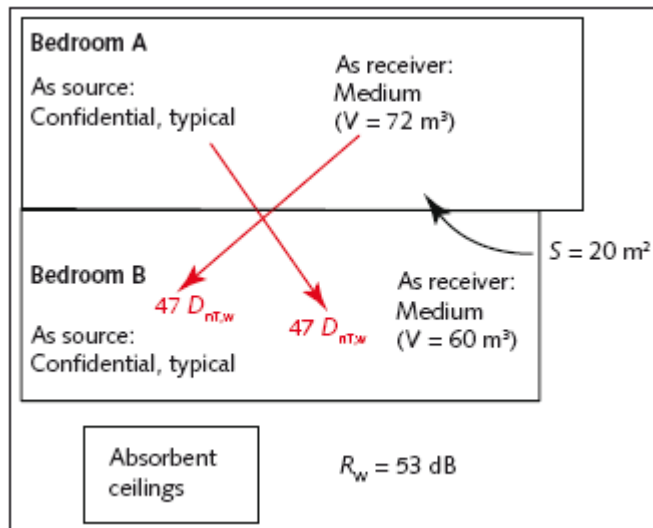 Bedroom A
As source:
Confidential, typical
As receiver:
Medium
(V = 72 m³)
S = 20 m²
Bedroom B
47 DnT,w
As source:
Confidential, typical
47 DnT,w
As receiver:
Medium
(V = 60 m³)
Absorbent
ceilings
Rw = 53 dB